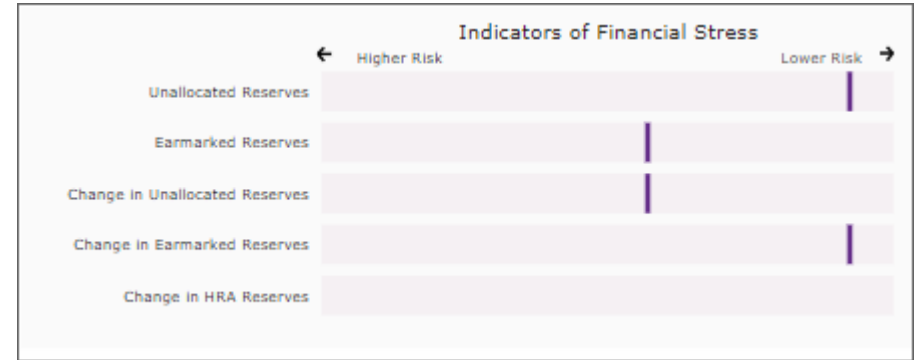 Indicators of Financial Stress
← Higher Risk Lower Risk →
Unallocated Reserves
Earmarked Reserves
Change in Unallocated Reserves
Change in Earmarked Reserves
Change in HRA Reserves